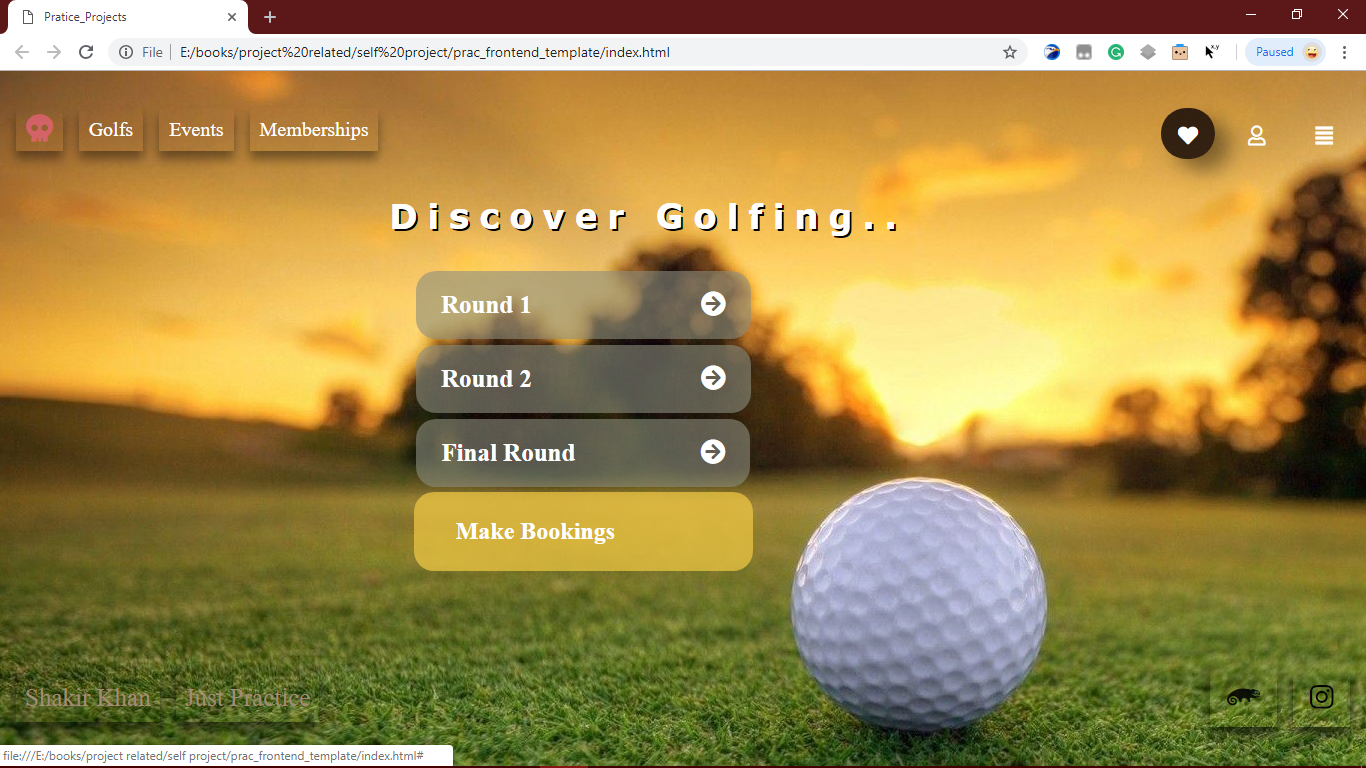 Pratice_Projects
File E:/books/project%20related/self%20project/prac_frontend_template/index.html
Paused
Golfs Events Memberships
Discover Golfing..
Round 1
Round 2
Final Round
Make Bookings
Shakir Khan Just Practice
file:///E:/books/project related/self project/prac_frontend_template/index.html#